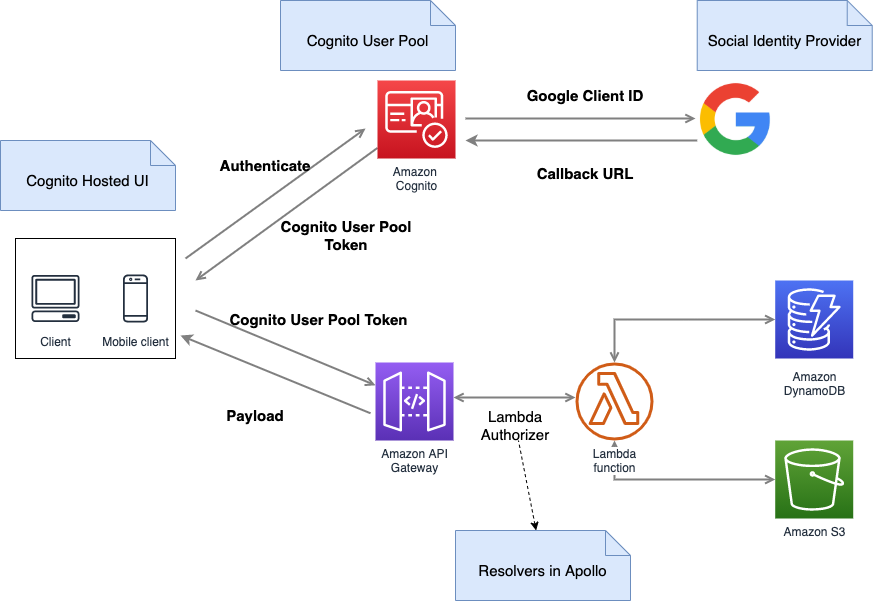 Cognito User Pool
Social Identity Provider
Google Client ID
Amazon
Cognito
Callback URL
Authenticate
Cognito Hosted UI
Cognito User Pool
Token
Client
Mobile client
Cognito User Pool Token
Payload
Amazon API
Gateway
Lambda
Authorizer
Lambda
function
Amazon
DynamoDB
Amazon S3
Resolvers in Apollo